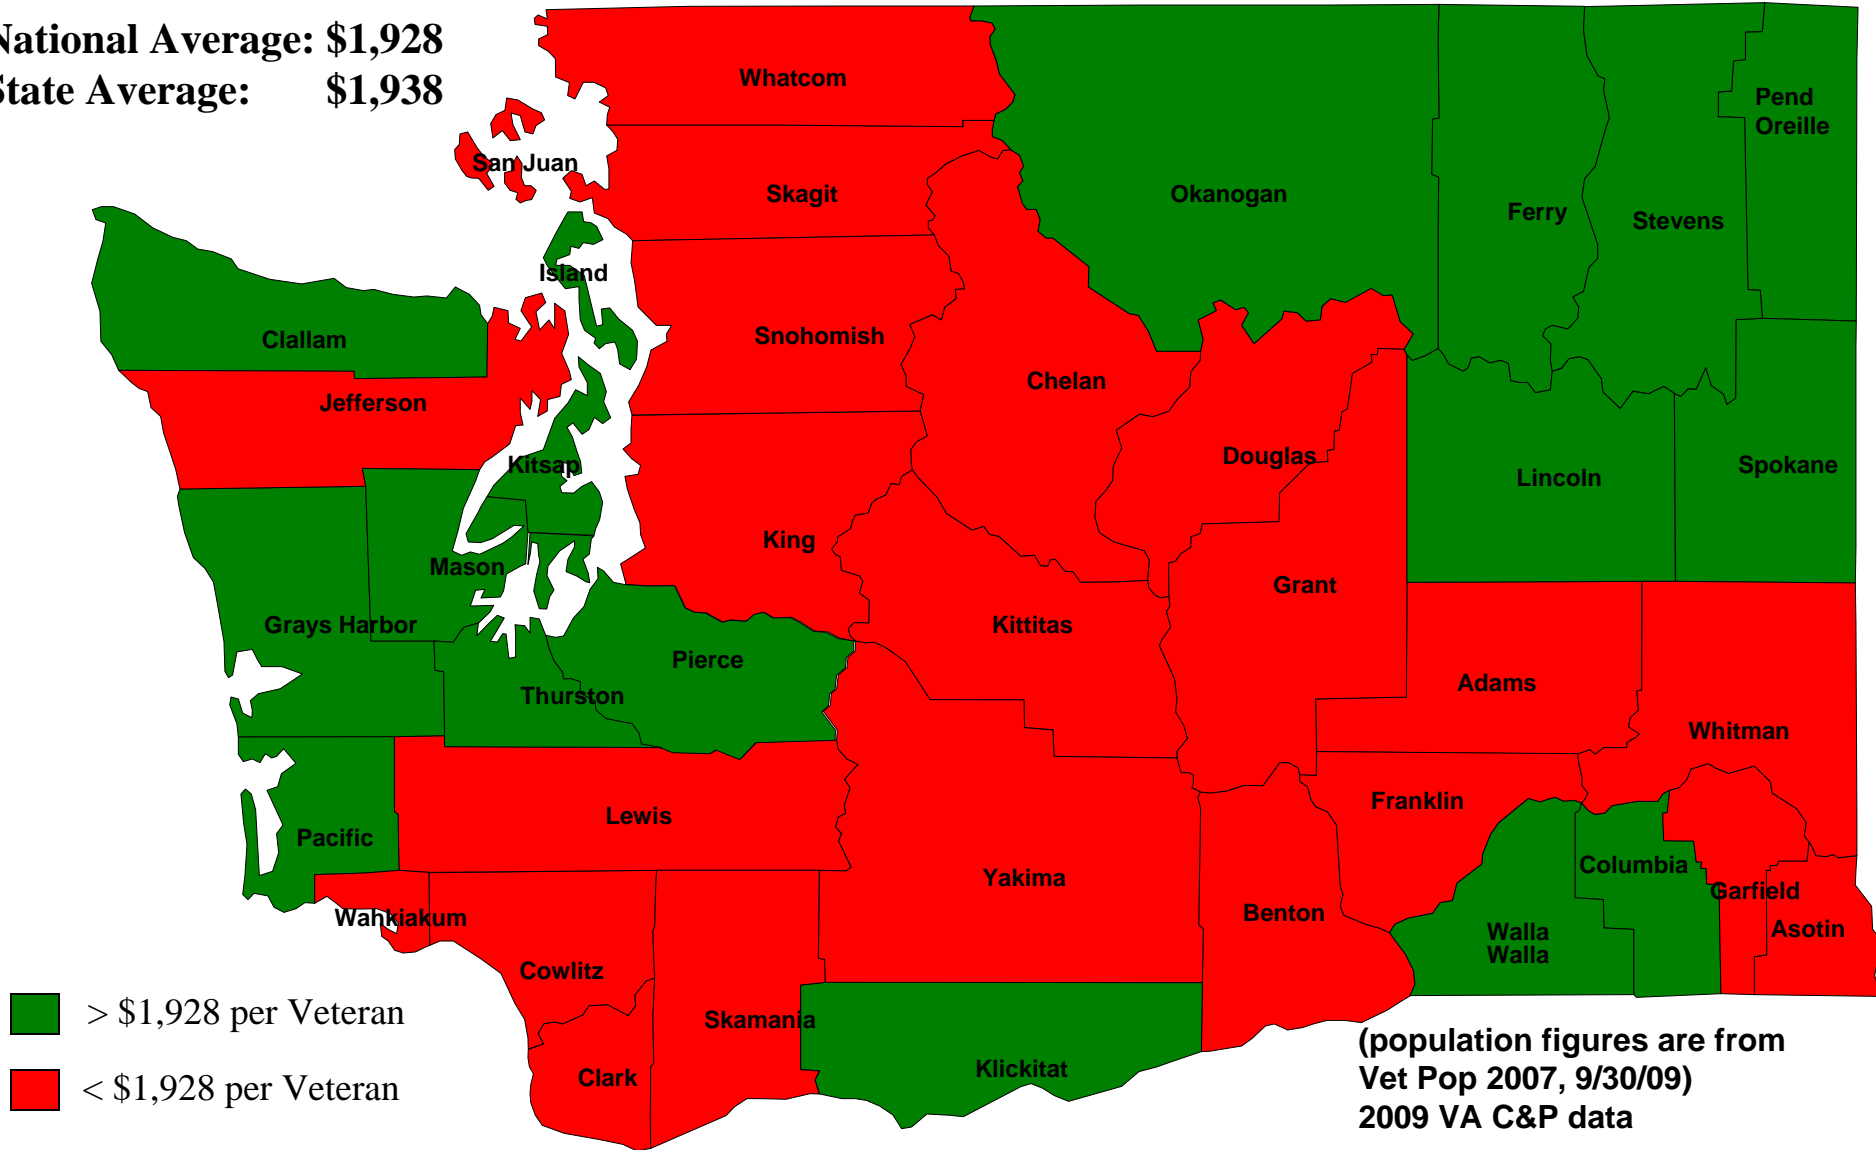 National Average: $1,928
State Average: $1,938
Whatcom
Pend
Oreille
San Juan
Skagit
Okanogan
Ferry
Stevens
Island
Clallam
Snohomish
Chelan
Jefferson
Douglas
Kitsap
Lincoln
Spokane
King
Mason
Grant
Grays Harbor
Kittitas
Pierce
Thurston
Adams
Whitman
Franklin
Lewis
Pacific
Columbia
Yakima
Garfield
Wahkiakum
Benton
Walla
Walla
Asotin
Cowlitz
> $1,928 per Veteran
Skamania
Klickitat
Clark
< $1,928 per Veteran
(population figures are from
Vet Pop 2007, 9/30/09)
2009 VA C&P data